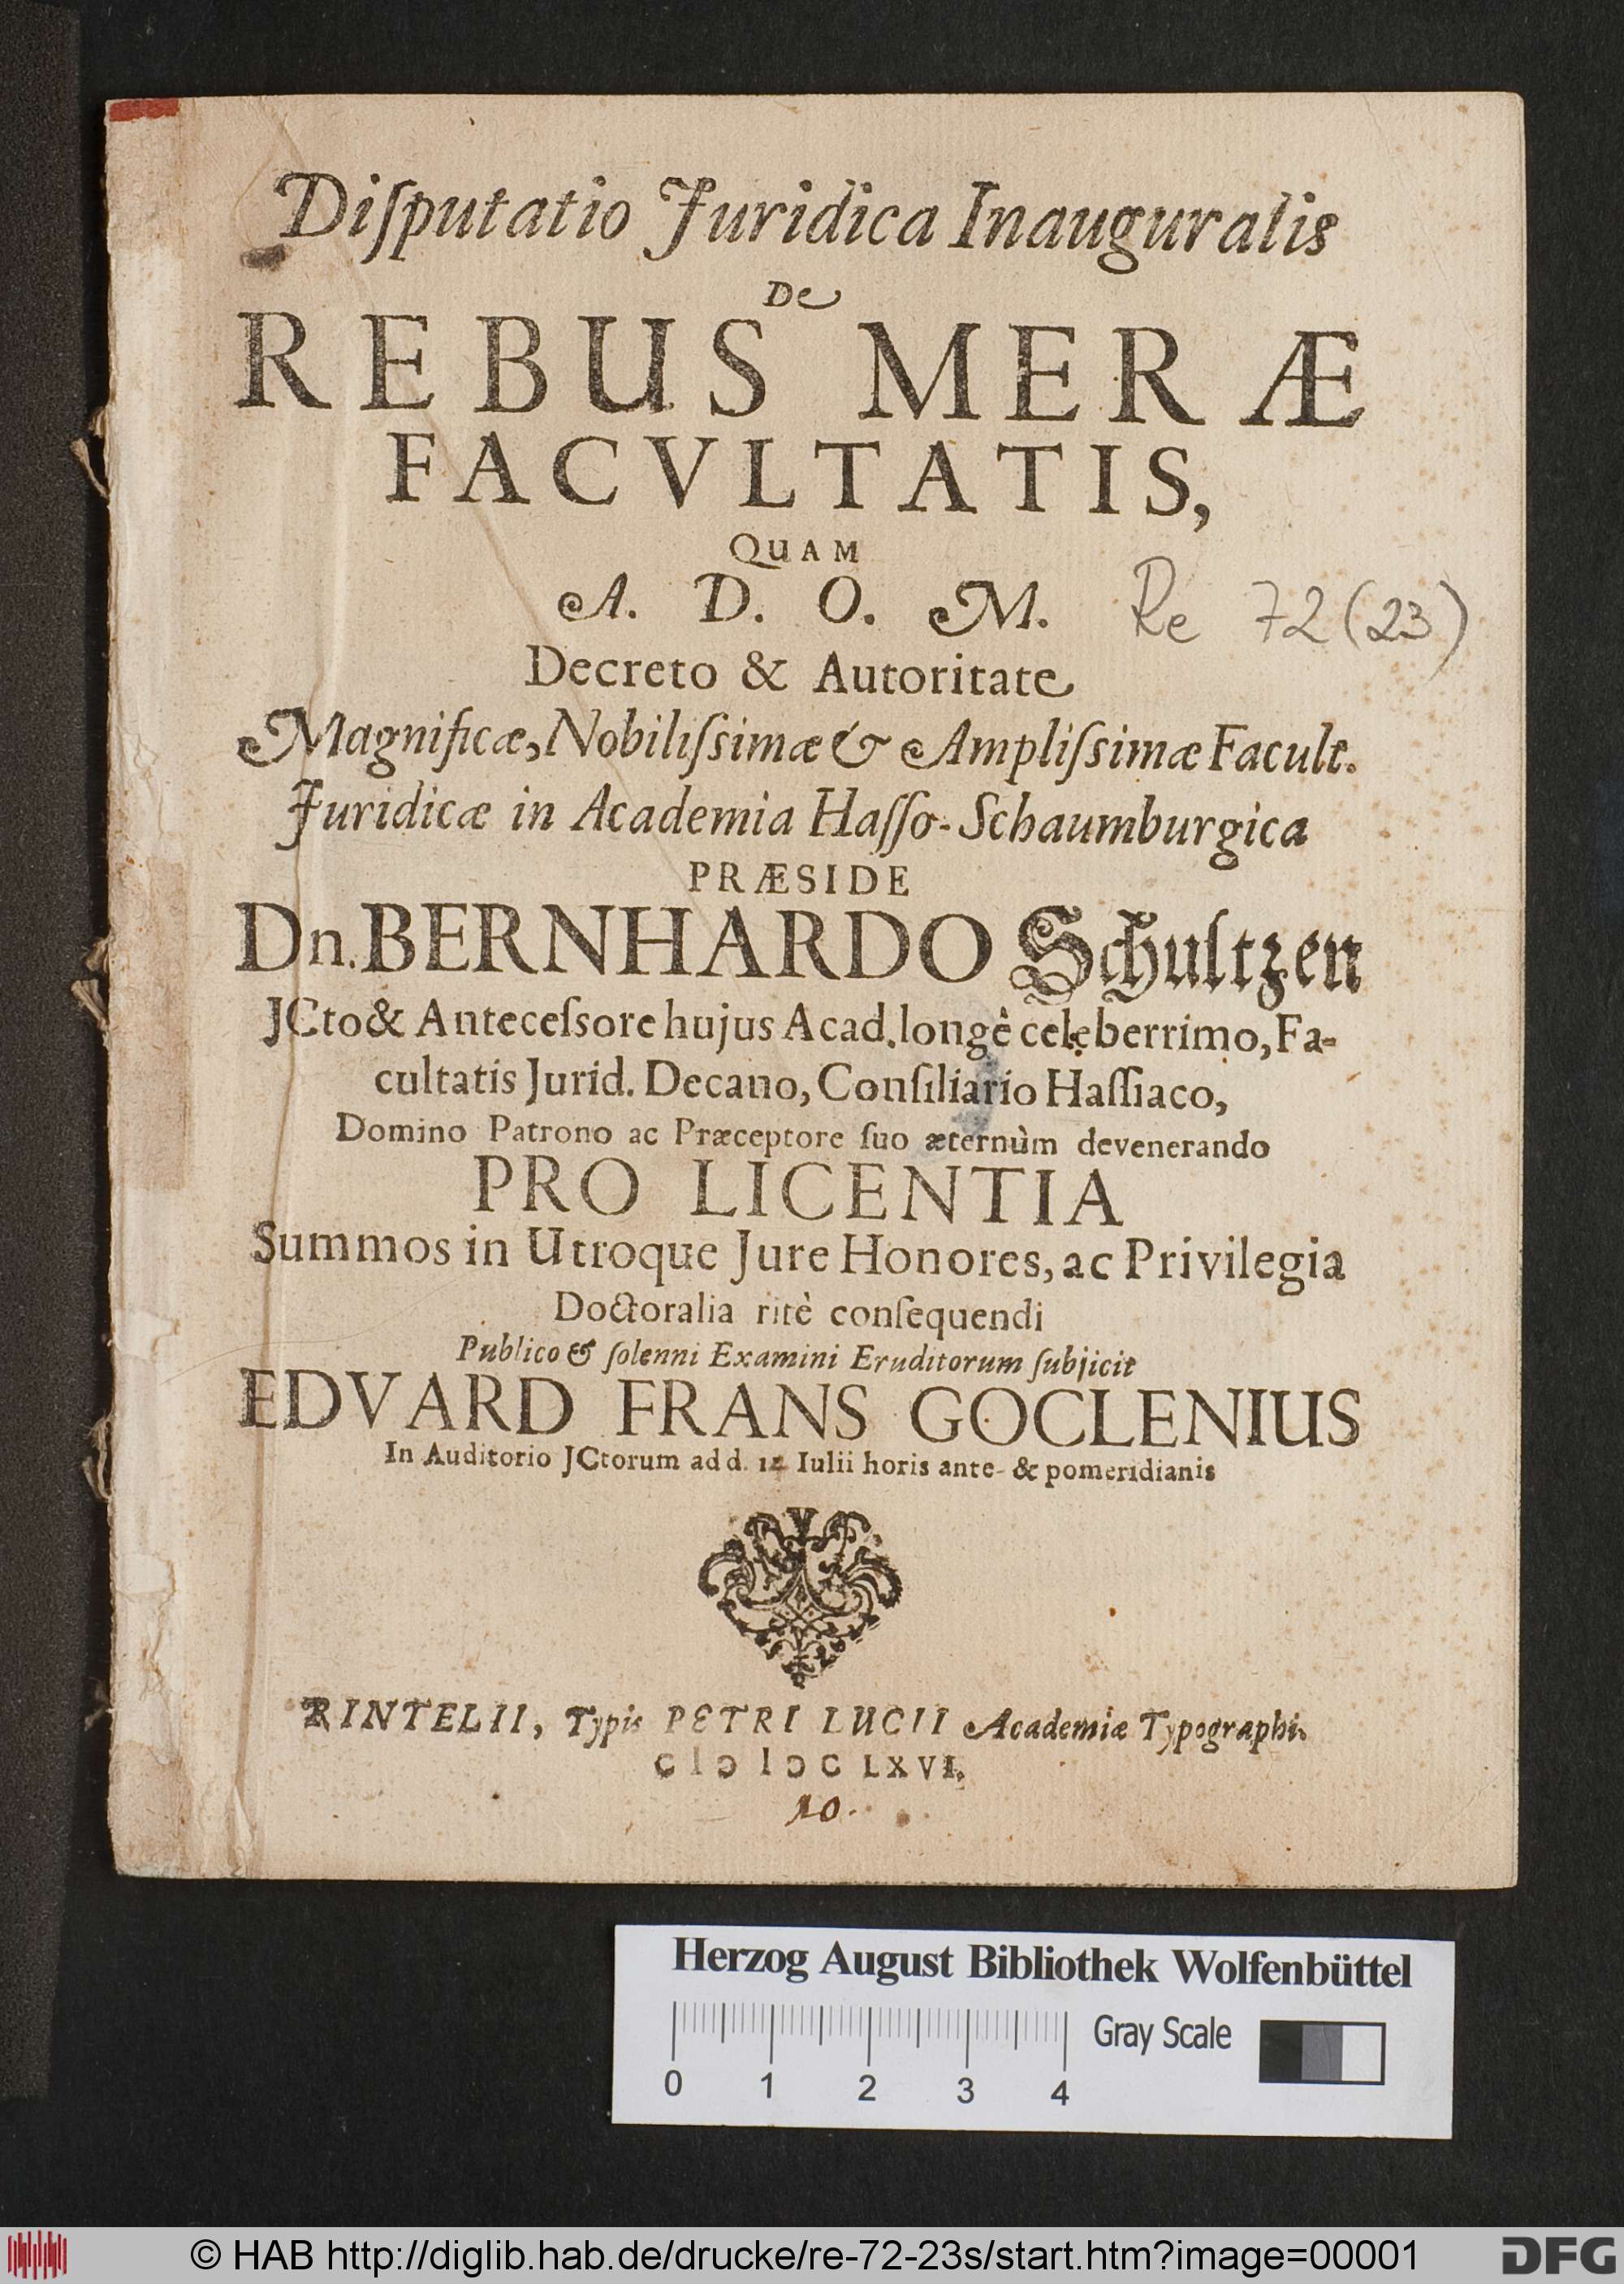 Diſputatio Juridica Inauguralis
De
REBUS MERÆ
FACVLTATIS,
QUAM
A. D. O. M.
Re 72 (23)
Decreto & Autoritate
Magnificæ, Nobiliſsimæ & Ampliſsimæ Facult.
Juridicæ in Academia Haſſo-Schaumburgica
PRÆSIDE
Dn. BERNHARDO Schultzen
JCto & Anteceſsore hujus Acad. longè celeberrimo, Fa-
cultatis Jurid. Decano, Conſiliario Haſſiaco,
Domino Patrono ac Præceptore ſuo æternùm devenerando
PRO LICENTIA
Summos in Utroque Jure Honores, ac Privilegia
Doctoralia ritè conſequendi
Publico & ſolenni Examini Eruditorum ſubjicit
EDVARD FRANS GOCLENIUS
In Auditorio JCtorum ad d. Iulii horis ante- & pomeridianis
RINTELII, Typis PETRI LUCII Academiæ Typographi.
CIↃ IↃC LXVI.
10.
Herzog August Bibliothek Wolfenbüttel
0 1 2 3 4
Gray Scale
© HAB http://diglib.hab.de/drucke/re-72-23s/start.htm?image=00001
DFG